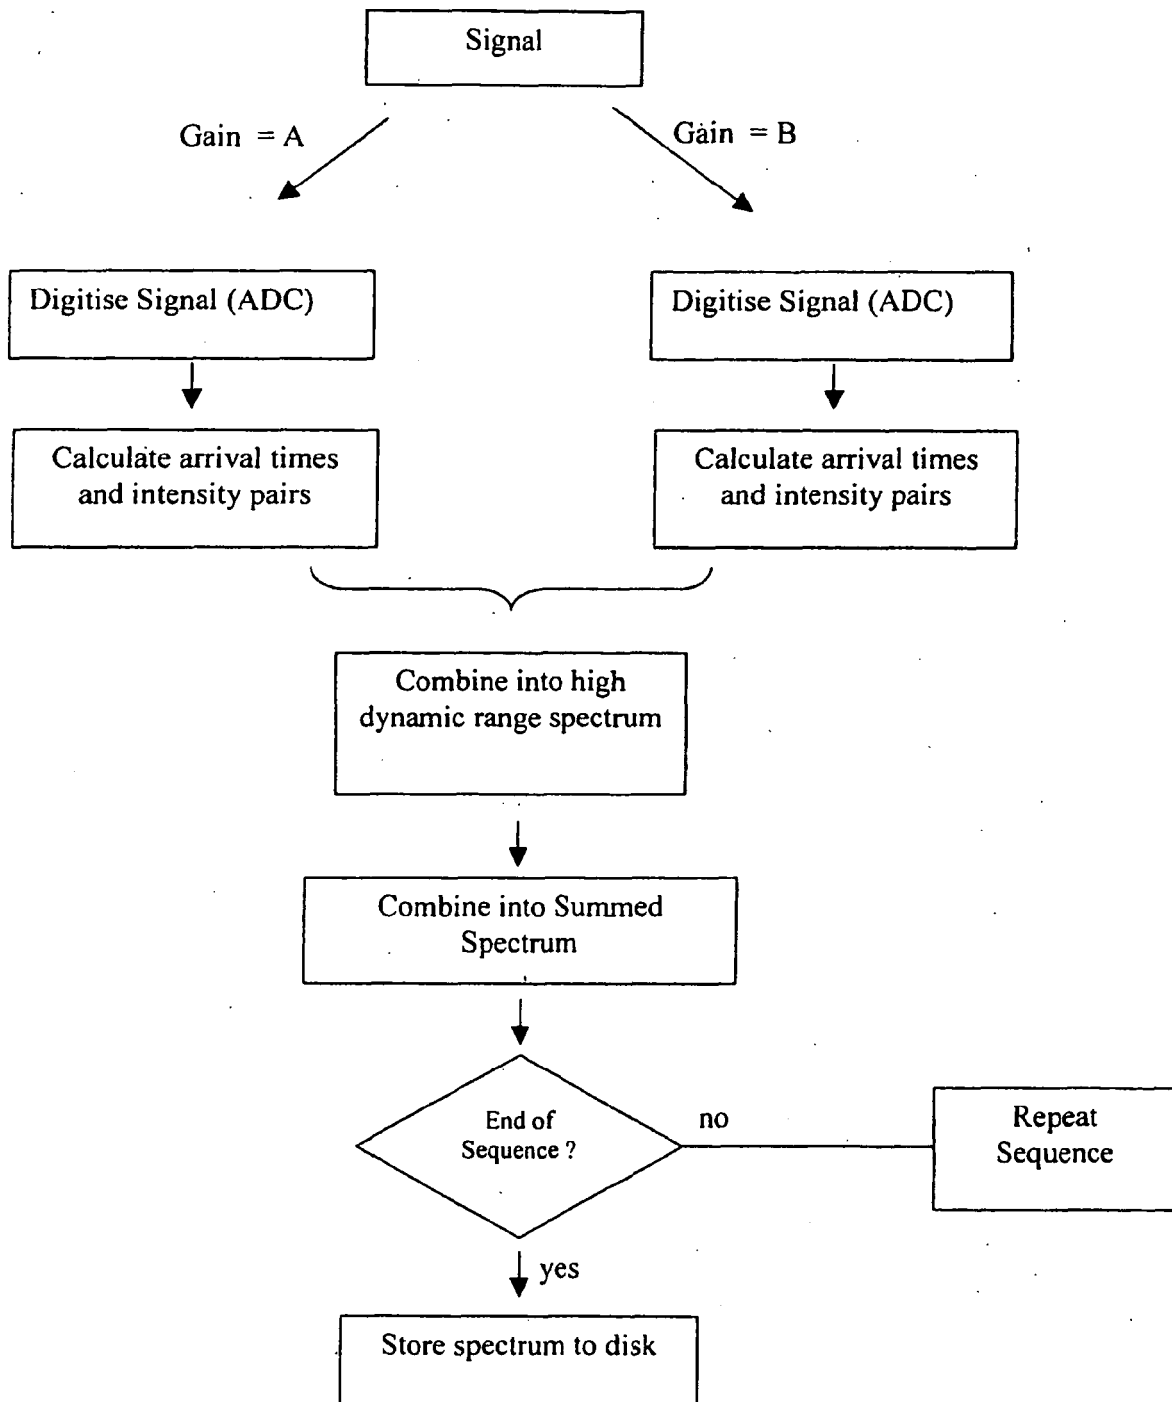 Signal
Gain = A
Gain = B
Digitise Signal (ADC)
Digitise Signal (ADC)
Calculate arrival times
and intensity pairs
Calculate arrival times
and intensity pairs
Combine into high
dynamic range spectrum
Combine into Summed
Spectrum
End of
Sequence ?
no
Repeat
Sequence
yes
Store spectrum to disk